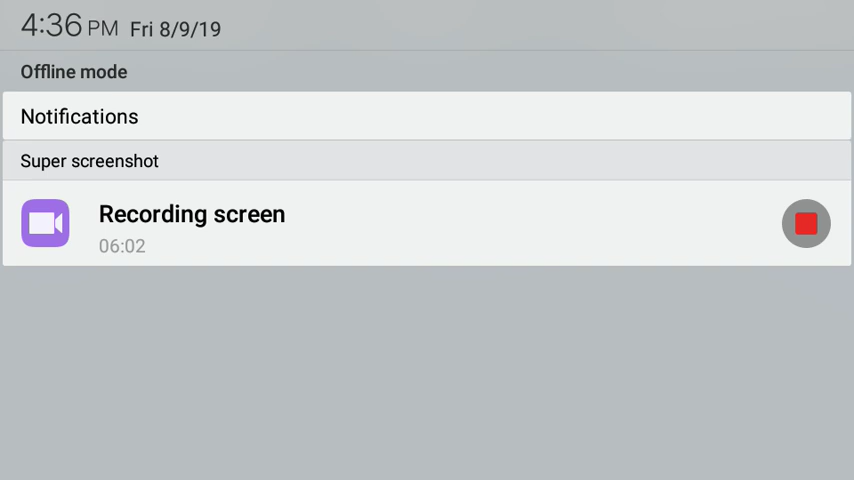 4:36 PM Fri 8/9/19
Offline mode
Notifications
Super screenshot
Recording screen
06:02